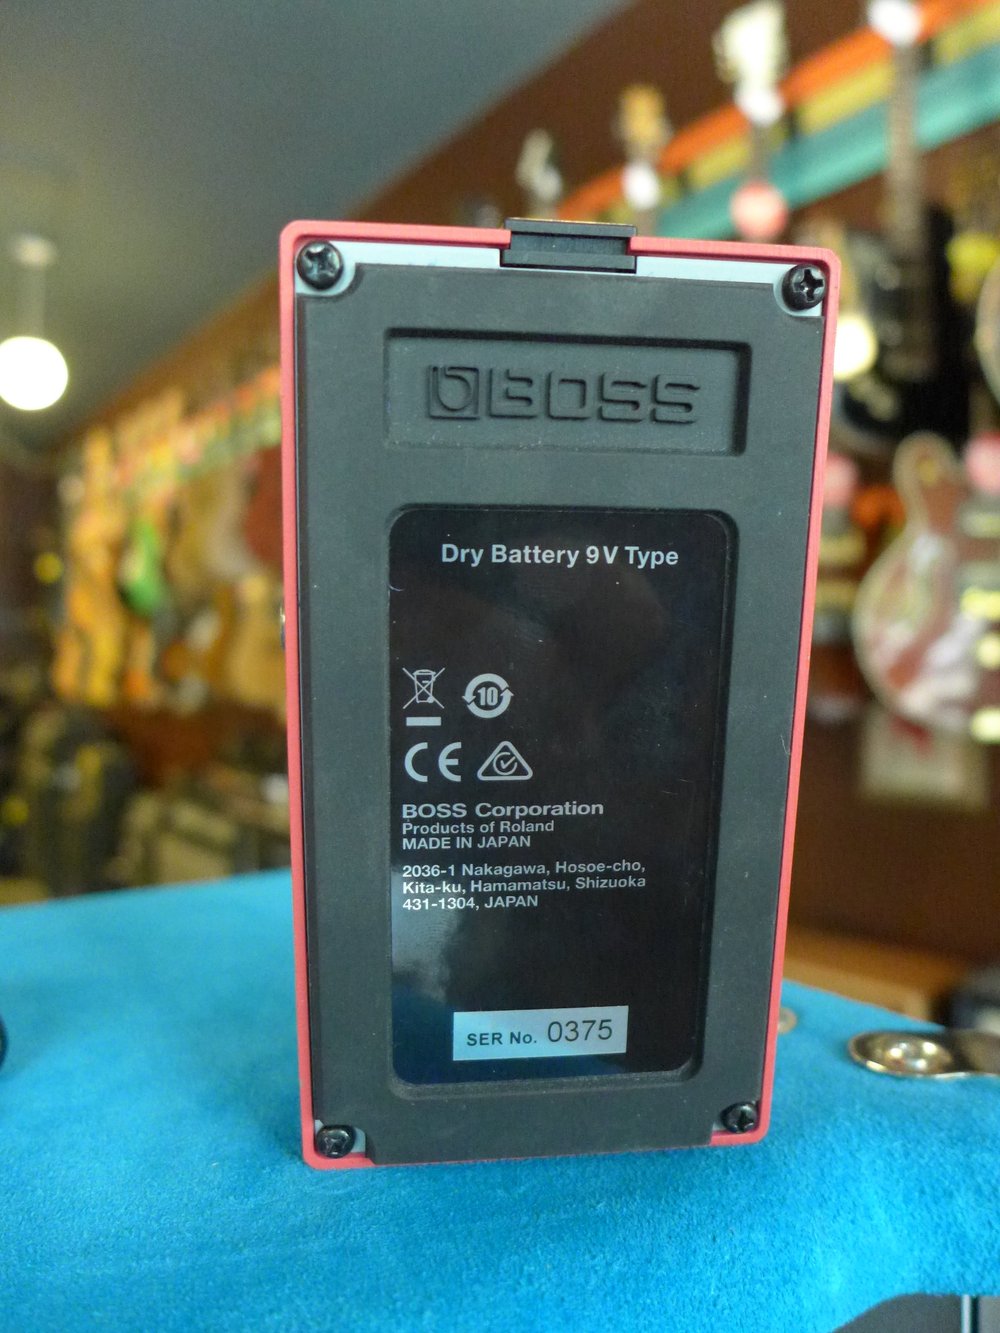 BOSS
Dry Battery 9V Type
10
CE
BOSS Corporation
Products of Roland
MADE IN JAPAN
2036-1 Nakagawa, Hosoe-cho,
Kita-ku, Hamamatsu, Shizuoka
431-1304, JAPAN
SER No. 0375